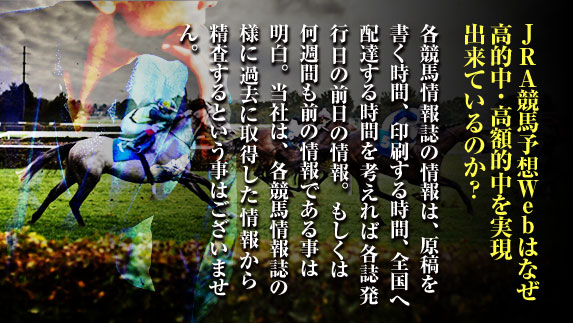 JRA競馬予想Webはなぜ
高的中・高額的中を実現
出来ているのか？
各競馬情報誌の情報は、原稿を
書く時間、印刷する時間、全国へ
配達する時間を考えれば各誌発
行日の前日の情報。もしくは
何週間も前の情報である事は
明白。当社は、各競馬情報誌の
様に過去に取得した情報から
精査するという事はございませ
ん。